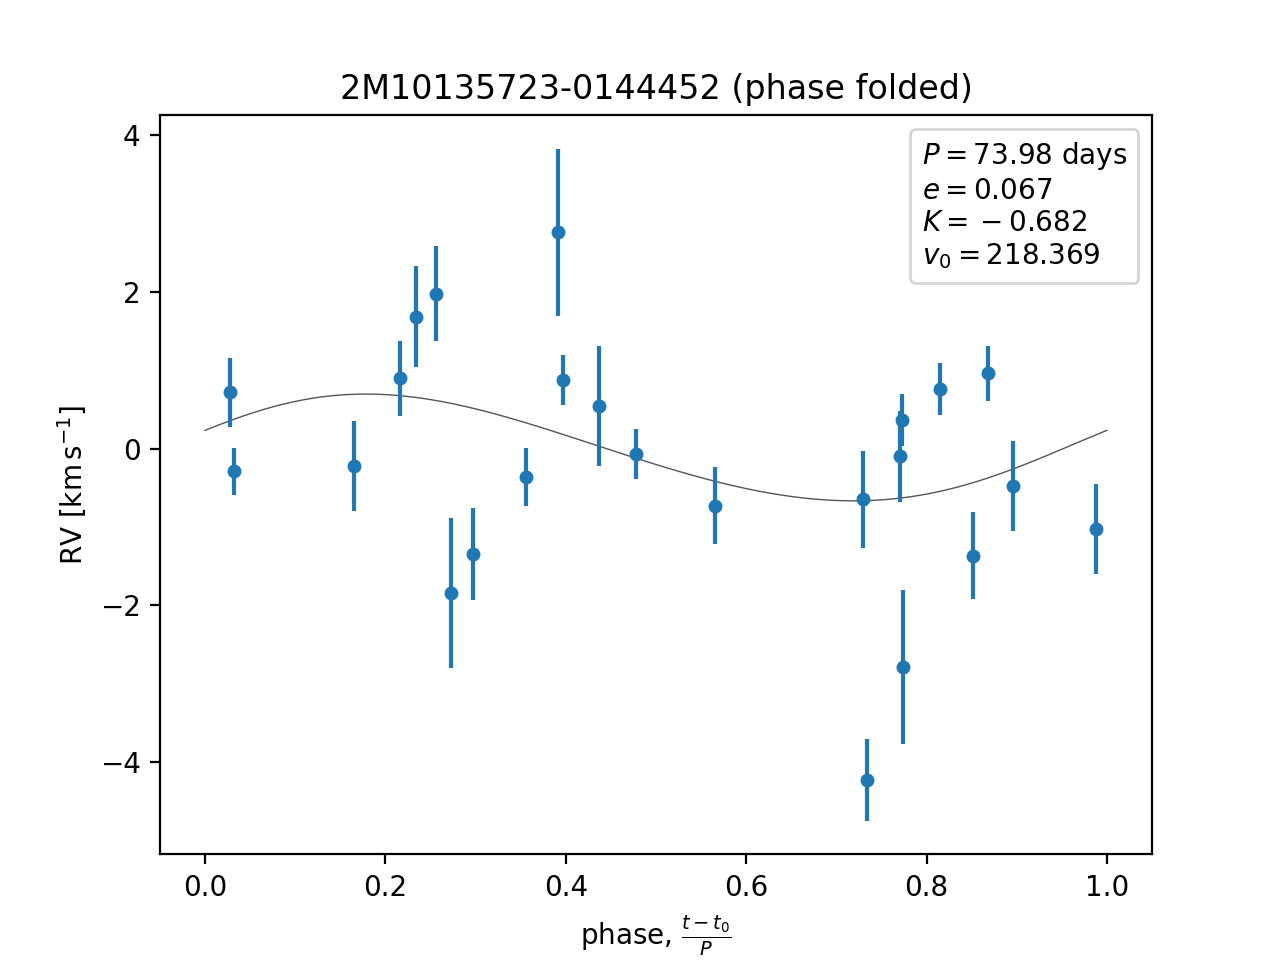 2M10135723-0144452 (phase folded)
P = 73.98 days
e = 0.067
K = −0.682
v₀ = 218.369
4
2
0
−2
−4
RV [km s⁻¹]
0.0 0.2 0.4 0.6 0.8 1.0
phase, (t − t₀)/P